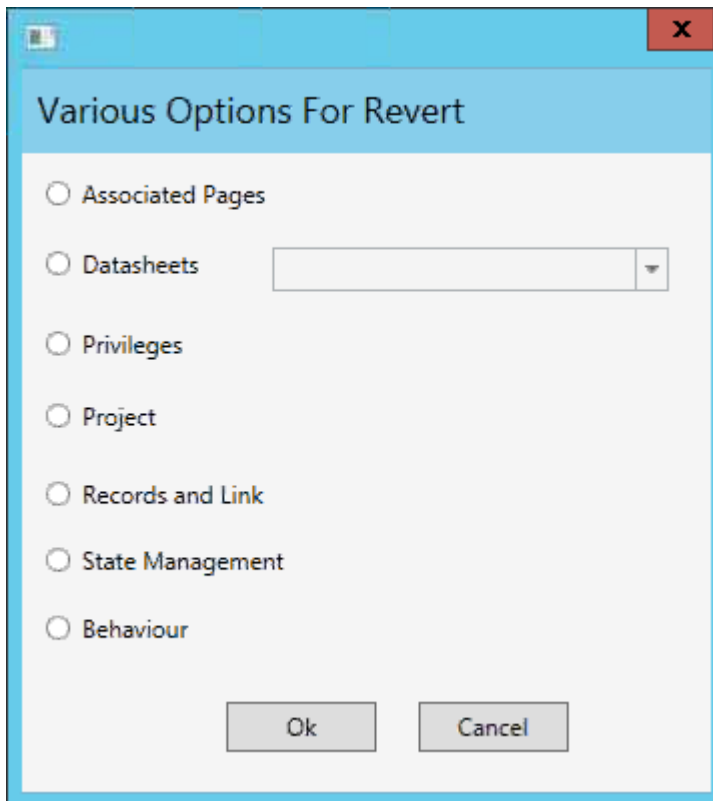 X
Various Options For Revert
Associated Pages
Datasheets
Privileges
Project
Records and Link
State Management
Behaviour
Ok Cancel